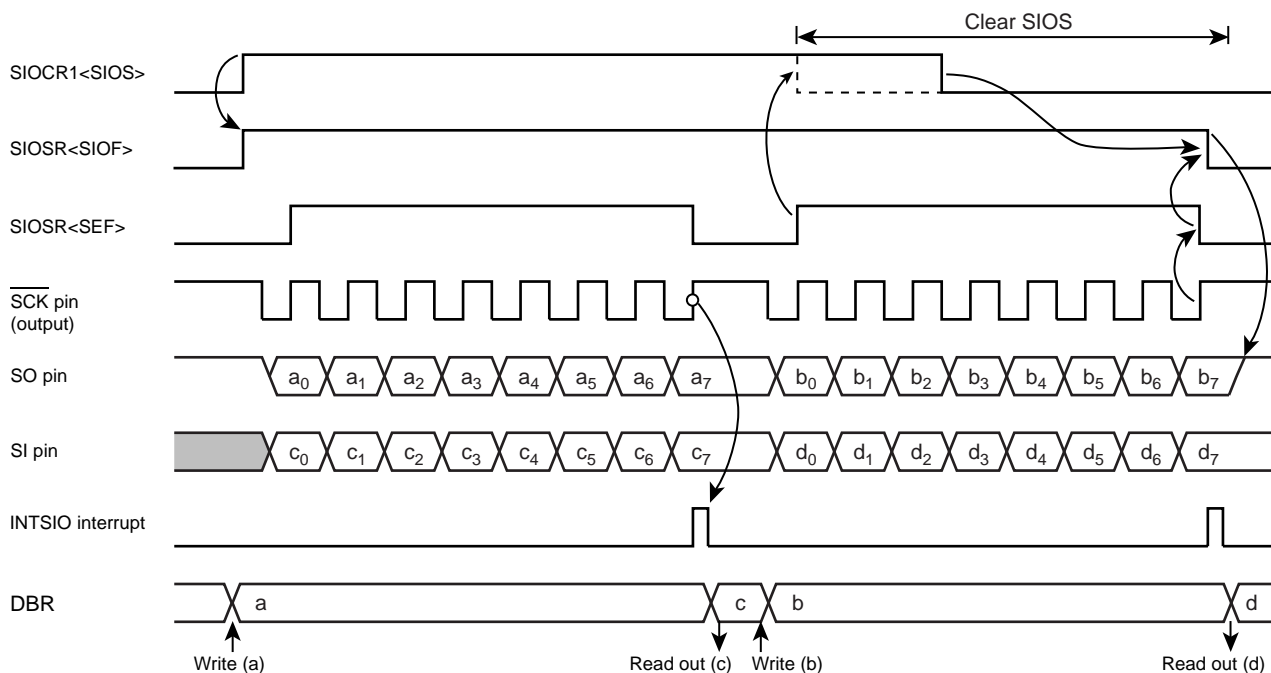 Clear SIOS
SIOCR1<SIOS>
SIOSR<SIOF>
SIOSR<SEF>
SCK pin
(output)
SO pin
a0 a1 a2 a3 a4 a5 a6 a7 b0 b1 b2 b3 b4 b5 b6 b7
SI pin
c0 c1 c2 c3 c4 c5 c6 c7 d0 d1 d2 d3 d4 d5 d6 d7
INTSIO interrupt
DBR a c b d
Write (a) Read out (c) Write (b) Read out (d)